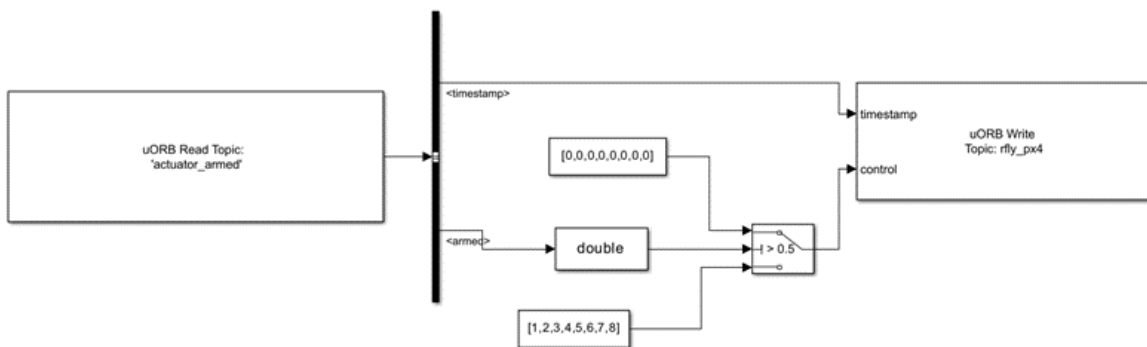 uORB Read Topic:
'actuator_armed'
<timestamp>
<armed>
[0,0,0,0,0,0,0,0]
double
[1,2,3,4,5,6,7,8]
> 0.5
timestamp
control
uORB Write
Topic: rfly_px4